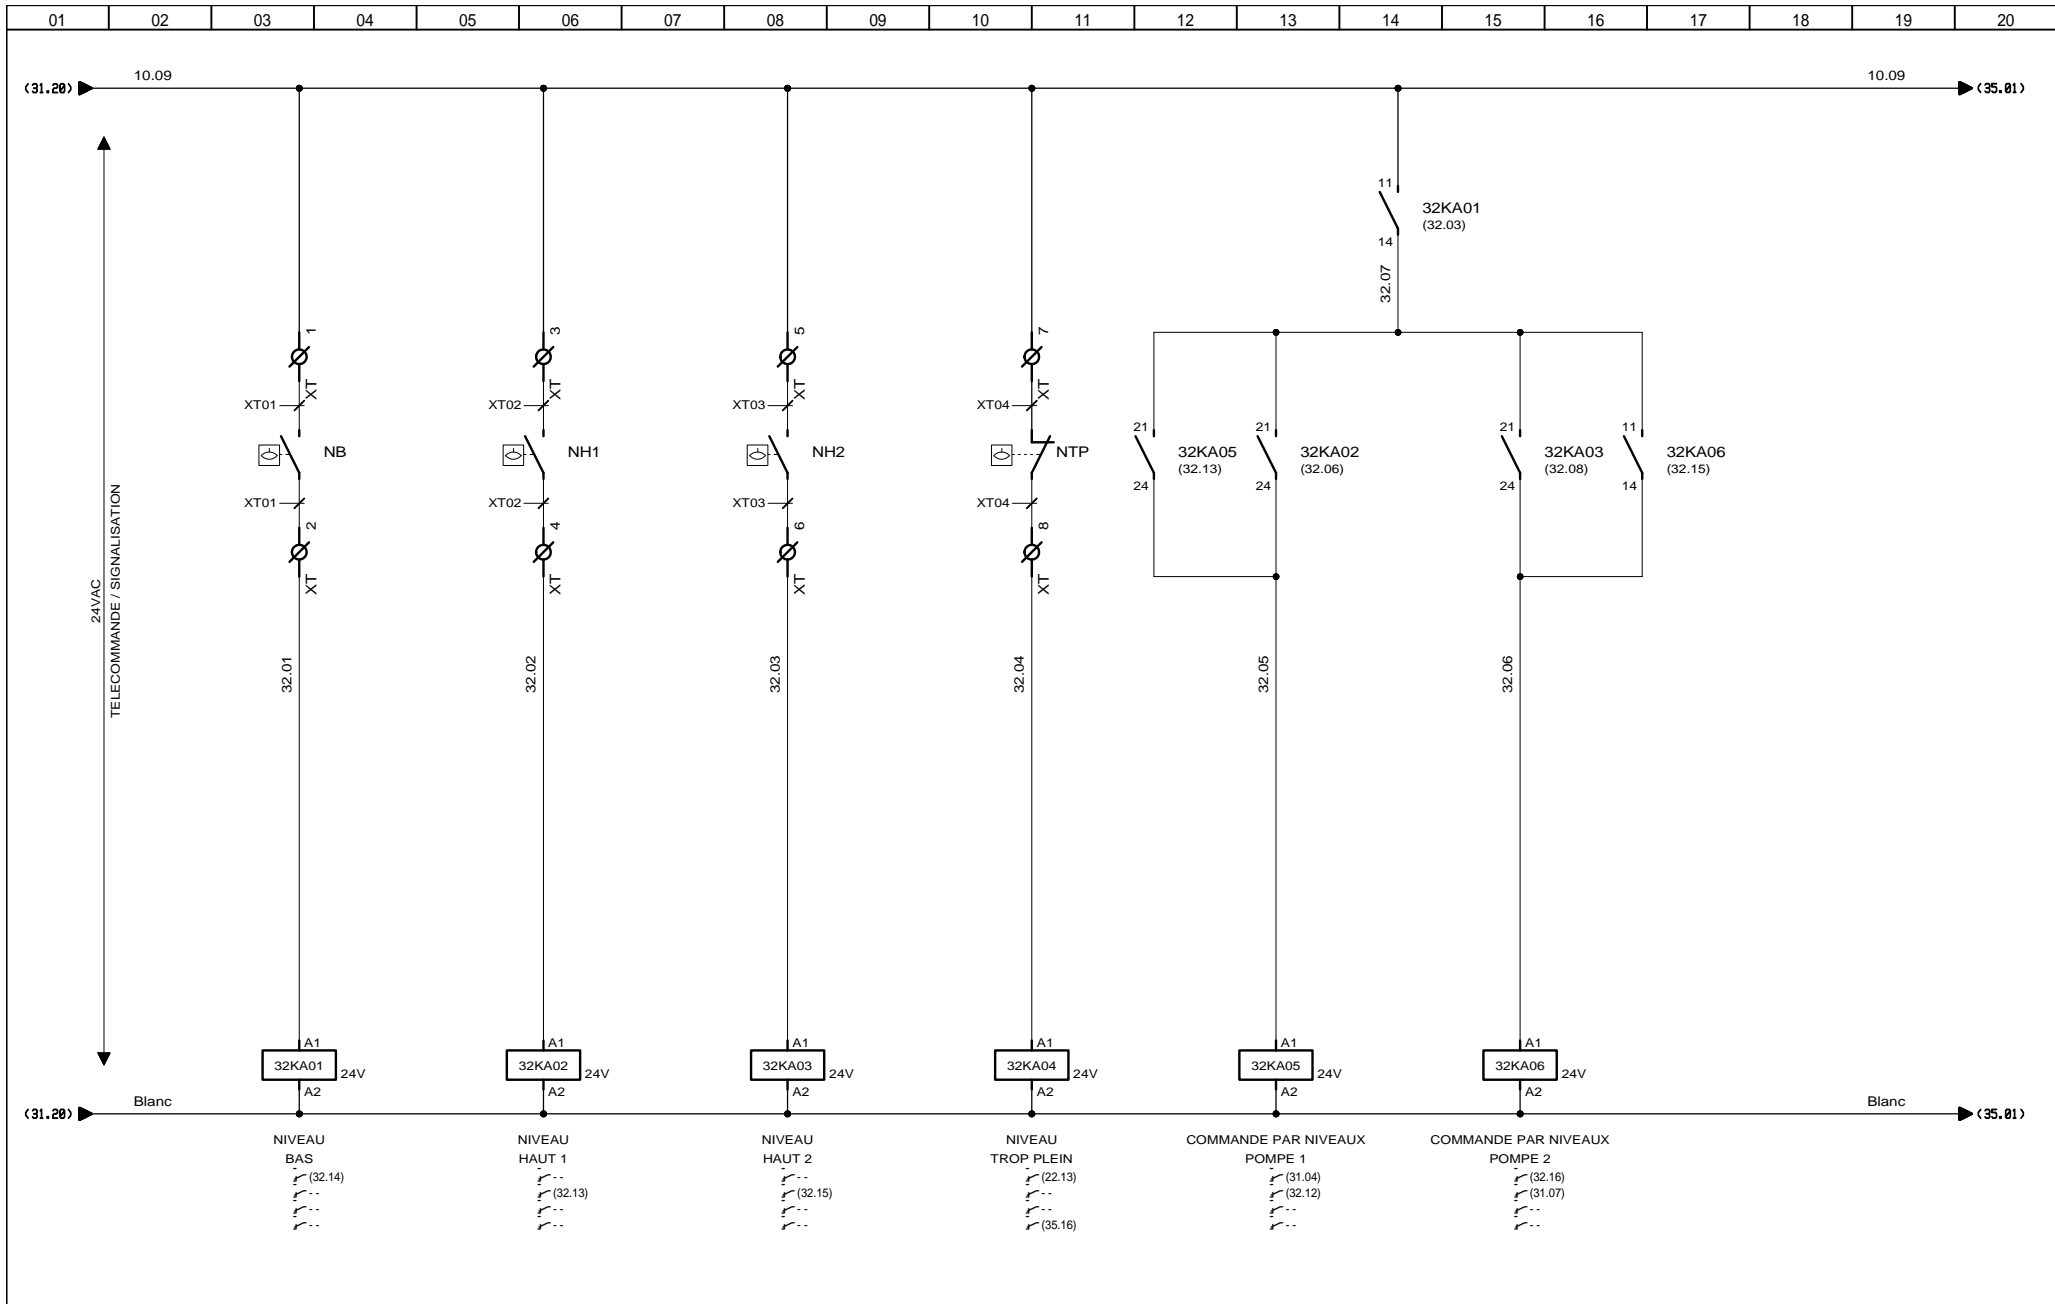 01 02 03 04 05 06 07 08 09 10 11 12 13 14 15 16 17 18 19 20
10.09 10.09
(31.20) (35.01)
11
32KA01
(32.03)
14
32.07
1 3 5 7
XT XT XT XT
XT01 XT02 XT03 XT04
21 21 21 11
NB NH1 NH2 NTP 32KA05 32KA02 32KA03 32KA06
(32.13) (32.06) (32.08) (32.15)
24 24 24 14
XT01 XT02 XT03 XT04
2 4 6 8
XT XT XT XT
24VAC
TELECOMMANDE / SIGNALISATION
32.01 32.02 32.03 32.04 32.05 32.06
A1 A1 A1 A1 A1 A1
32KA01 24V 32KA02 24V 32KA03 24V 32KA04 24V 32KA05 24V 32KA06 24V
A2 A2 A2 A2 A2 A2
Blanc Blanc
(31.20) (35.01)
NIVEAU NIVEAU NIVEAU NIVEAU COMMANDE PAR NIVEAUX COMMANDE PAR NIVEAUX
BAS HAUT 1 HAUT 2 TROP PLEIN POMPE 1 POMPE 2
(32.14) -- -- (22.13) (31.04) (32.16)
-- (32.13) (32.15) -- (32.12) (31.07)
-- -- -- -- -- --
-- -- -- (35.16) -- --